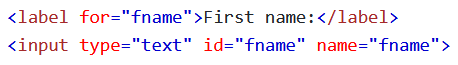 <label for="fname">First name:</label>
<input type="text" id="fname" name="fname">